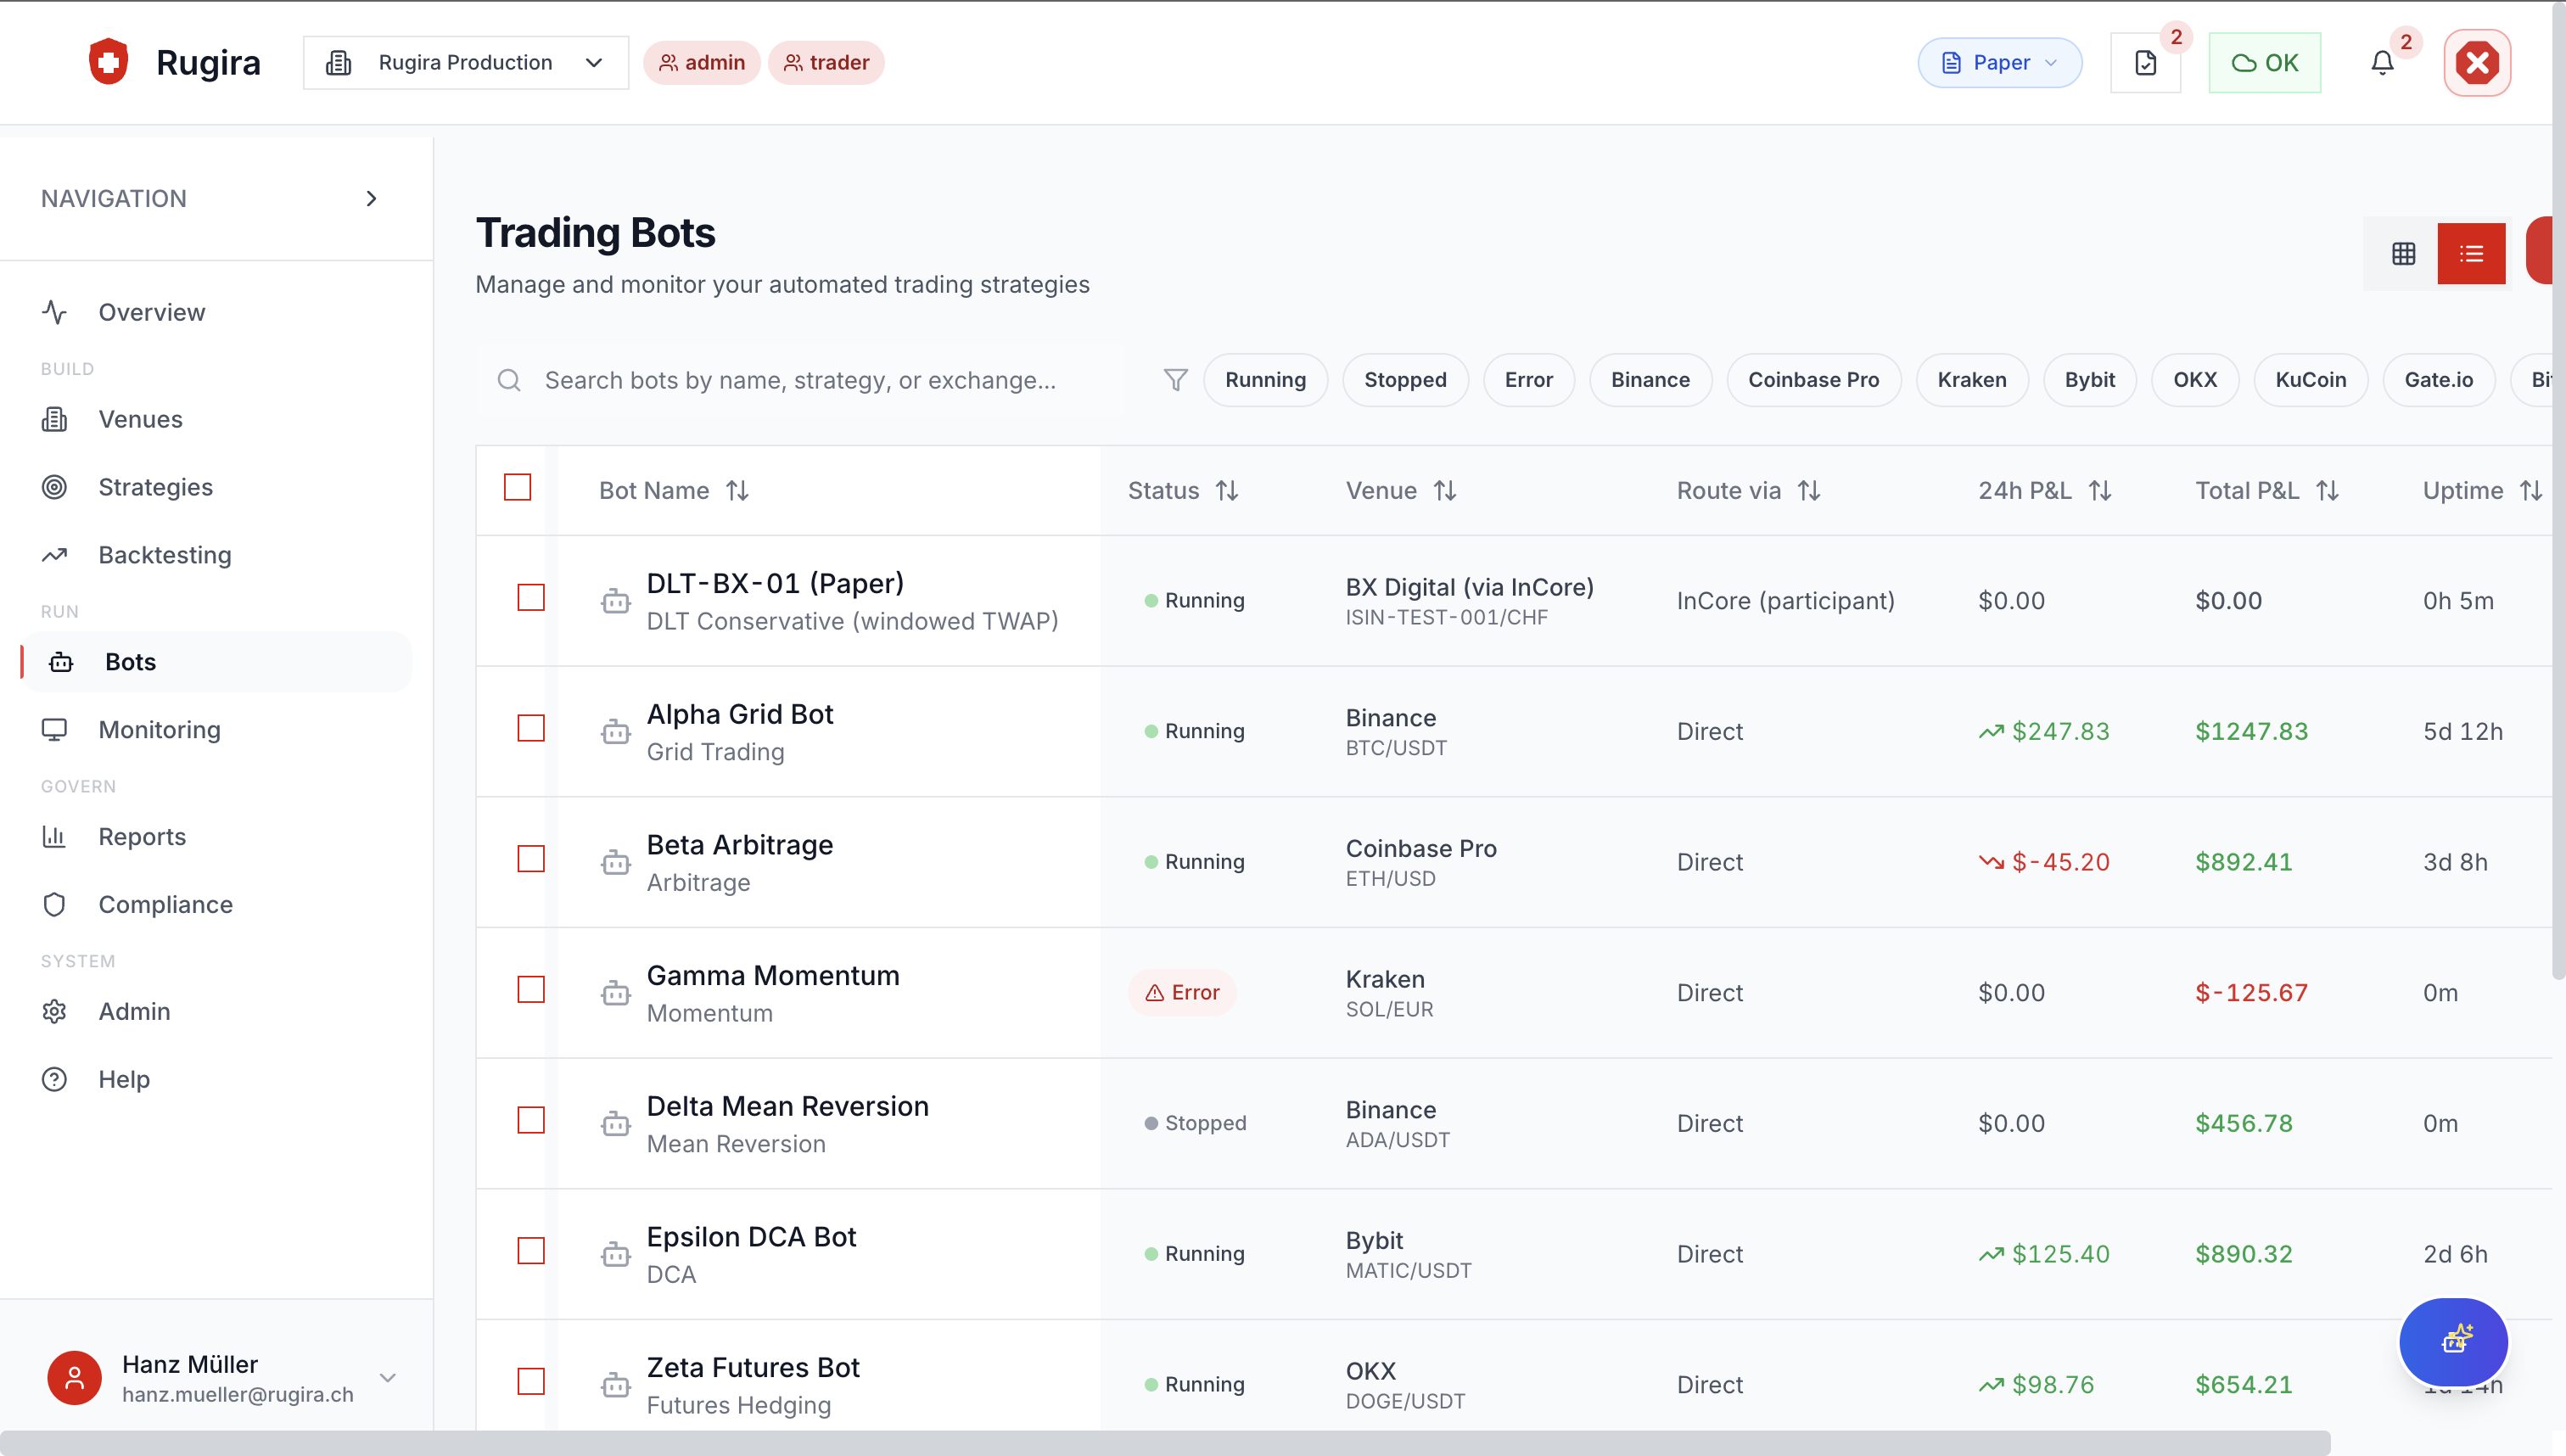 Rugira
Rugira Production
admin
trader
Paper
2
OK
2
NAVIGATION
Overview
BUILD
Venues
Strategies
Backtesting
RUN
Bots
Monitoring
GOVERN
Reports
Compliance
SYSTEM
Admin
Help
Hanz Müller
hanz.mueller@rugira.ch
Trading Bots
Manage and monitor your automated trading strategies
Search bots by name, strategy, or exchange...
Running Stopped Error Binance Coinbase Pro Kraken Bybit OKX KuCoin Gate.io
Bot Name Status Venue Route via 24h P&L Total P&L Uptime
DLT-BX-01 (Paper)
DLT Conservative (windowed TWAP)
Running
BX Digital (via InCore)
ISIN-TEST-001/CHF
InCore (participant)
$0.00
$0.00
0h 5m
Alpha Grid Bot
Grid Trading
Running
Binance
BTC/USDT
Direct
$247.83
$1247.83
5d 12h
Beta Arbitrage
Arbitrage
Running
Coinbase Pro
ETH/USD
Direct
$-45.20
$892.41
3d 8h
Gamma Momentum
Momentum
Error
Kraken
SOL/EUR
Direct
$0.00
$-125.67
0m
Delta Mean Reversion
Mean Reversion
Stopped
Binance
ADA/USDT
Direct
$0.00
$456.78
0m
Epsilon DCA Bot
DCA
Running
Bybit
MATIC/USDT
Direct
$125.40
$890.32
2d 6h
Zeta Futures Bot
Futures Hedging
Running
OKX
DOGE/USDT
Direct
$98.76
$654.21